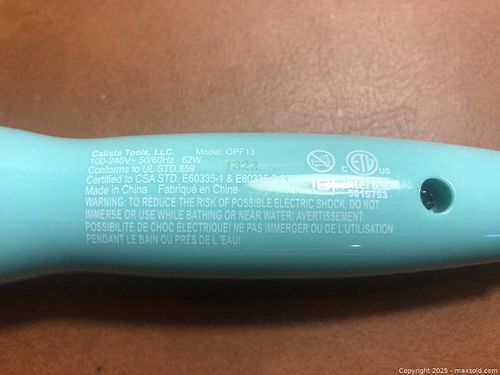 Calista Tools, LLC. Model: OPF13
100-240V~ 50/60Hz 62W
1322
Conforms to UL STD.859
Certified to CSA STD. E60335-1 &
Made in China Fabriqué en Chine
ETL
C US
Intertek
5015753
WARNING: TO REDUCE THE RISK OF POSSIBLE ELECTRIC SHOCK, DO NOT
IMMERSE OR USE WHILE BATHING OR NEAR WATER! AVERTISSEMENT:
POSSIBILITÉ DE CHOC ÉLECTRIQUE! NE PAS IMMERGER OU DE L'UTILISATION
PENDANT LE BAIN OU PRÈS DE L'EAU!
Copyright 2025 - maxsold.com